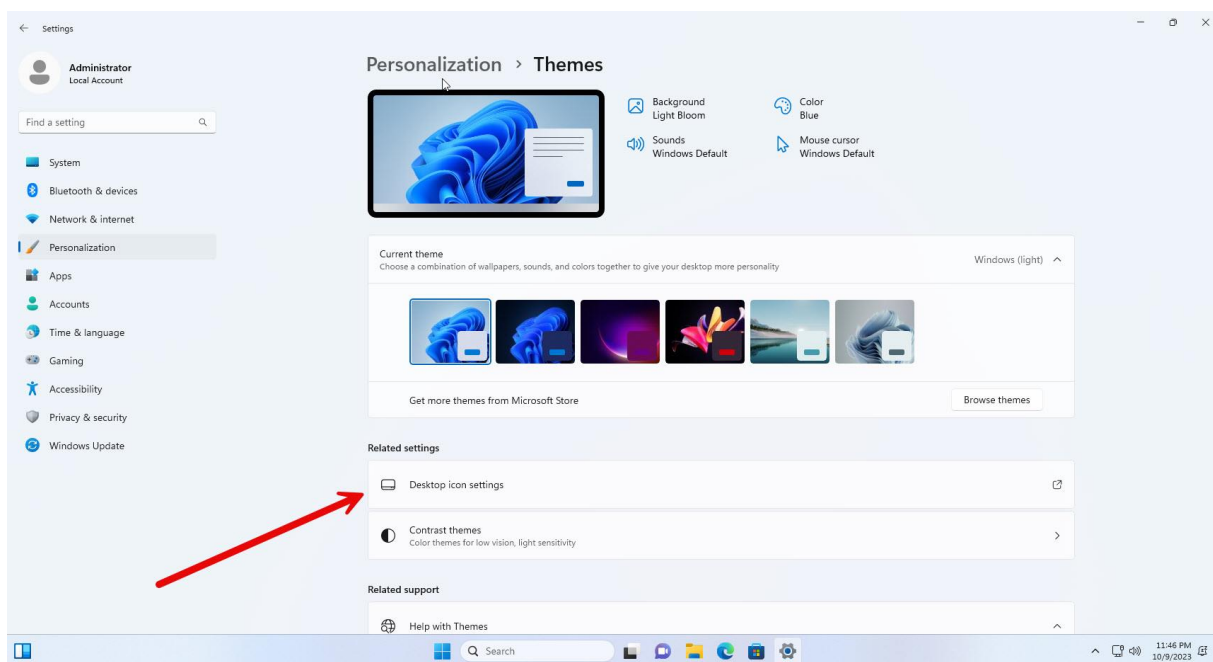 Settings
Administrator
Local Account
Find a setting
System
Bluetooth & devices
Network & internet
Personalization
Apps
Accounts
Time & language
Gaming
Accessibility
Privacy & security
Windows Update
Personalization > Themes
Background
Light Bloom
Color
Blue
Sounds
Windows Default
Mouse cursor
Windows Default
Current theme
Choose a combination of wallpapers, sounds, and colors together to give your desktop more personality
Windows (light)
Get more themes from Microsoft Store
Browse themes
Related settings
Desktop icon settings
Contrast themes
Color themes for low vision, light sensitivity
Related support
Help with Themes
Search
11:46 PM
10/9/2023